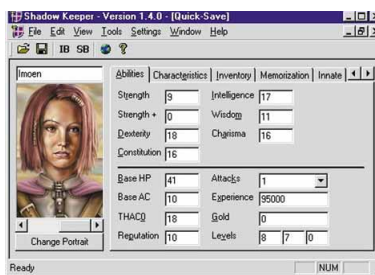 Shadow Keeper - Version 1.4.0 - [Quick-Save]
File Edit View Tools Settings Window Help
IB SB
Imoen
Abilities Characteristics Inventory Memorization Innate
Strength 9 Intelligence 17
Strength + 0 Wisdom 11
Dexterity 18 Charisma 16
Constitution 16
Base HP 41 Attacks 1
Base AC 10 Experience 95000
THAC0 18 Gold 0
Reputation 10 Levels 8 7 0
Change Portrait
Ready NUM